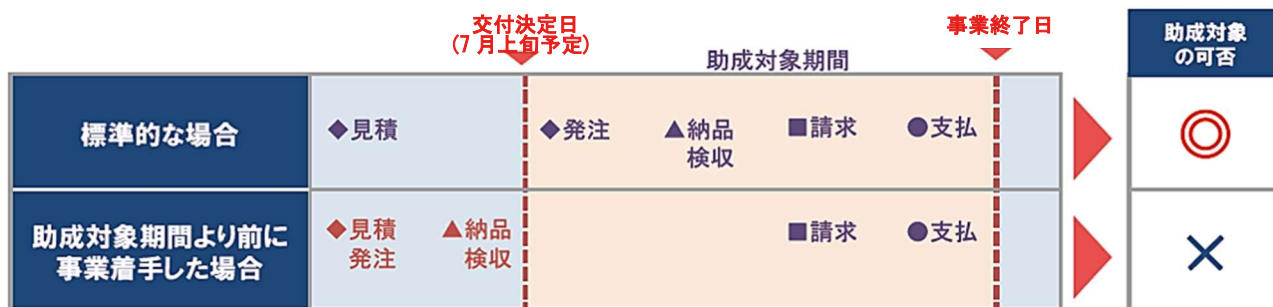 交付決定日
(7月上旬予定)
事業終了日
助成対象
の可否
助成対象期間
標準的な場合
◆見積
◆発注
▲納品
検収
■請求
●支払
◎
助成対象期間より前に
事業着手した場合
◆見積
発注
▲納品
検収
■請求
●支払
×